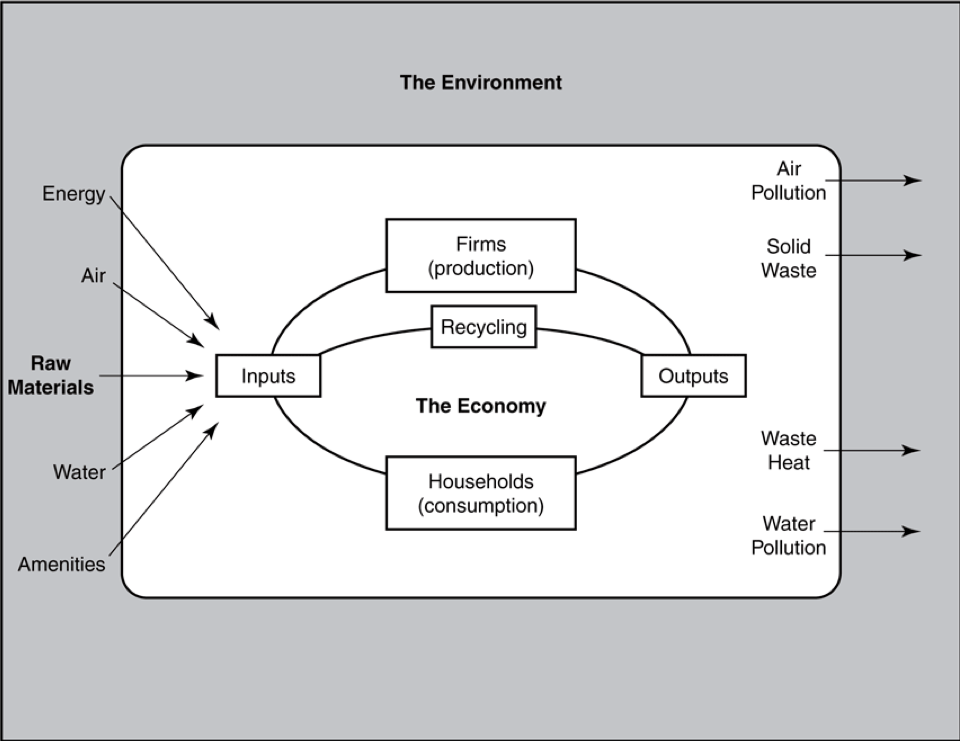 The Environment
Energy
Air
Raw
Materials
Water
Amenities
Firms
(production)
Recycling
Inputs
Outputs
The Economy
Households
(consumption)
Air
Pollution
Solid
Waste
Waste
Heat
Water
Pollution